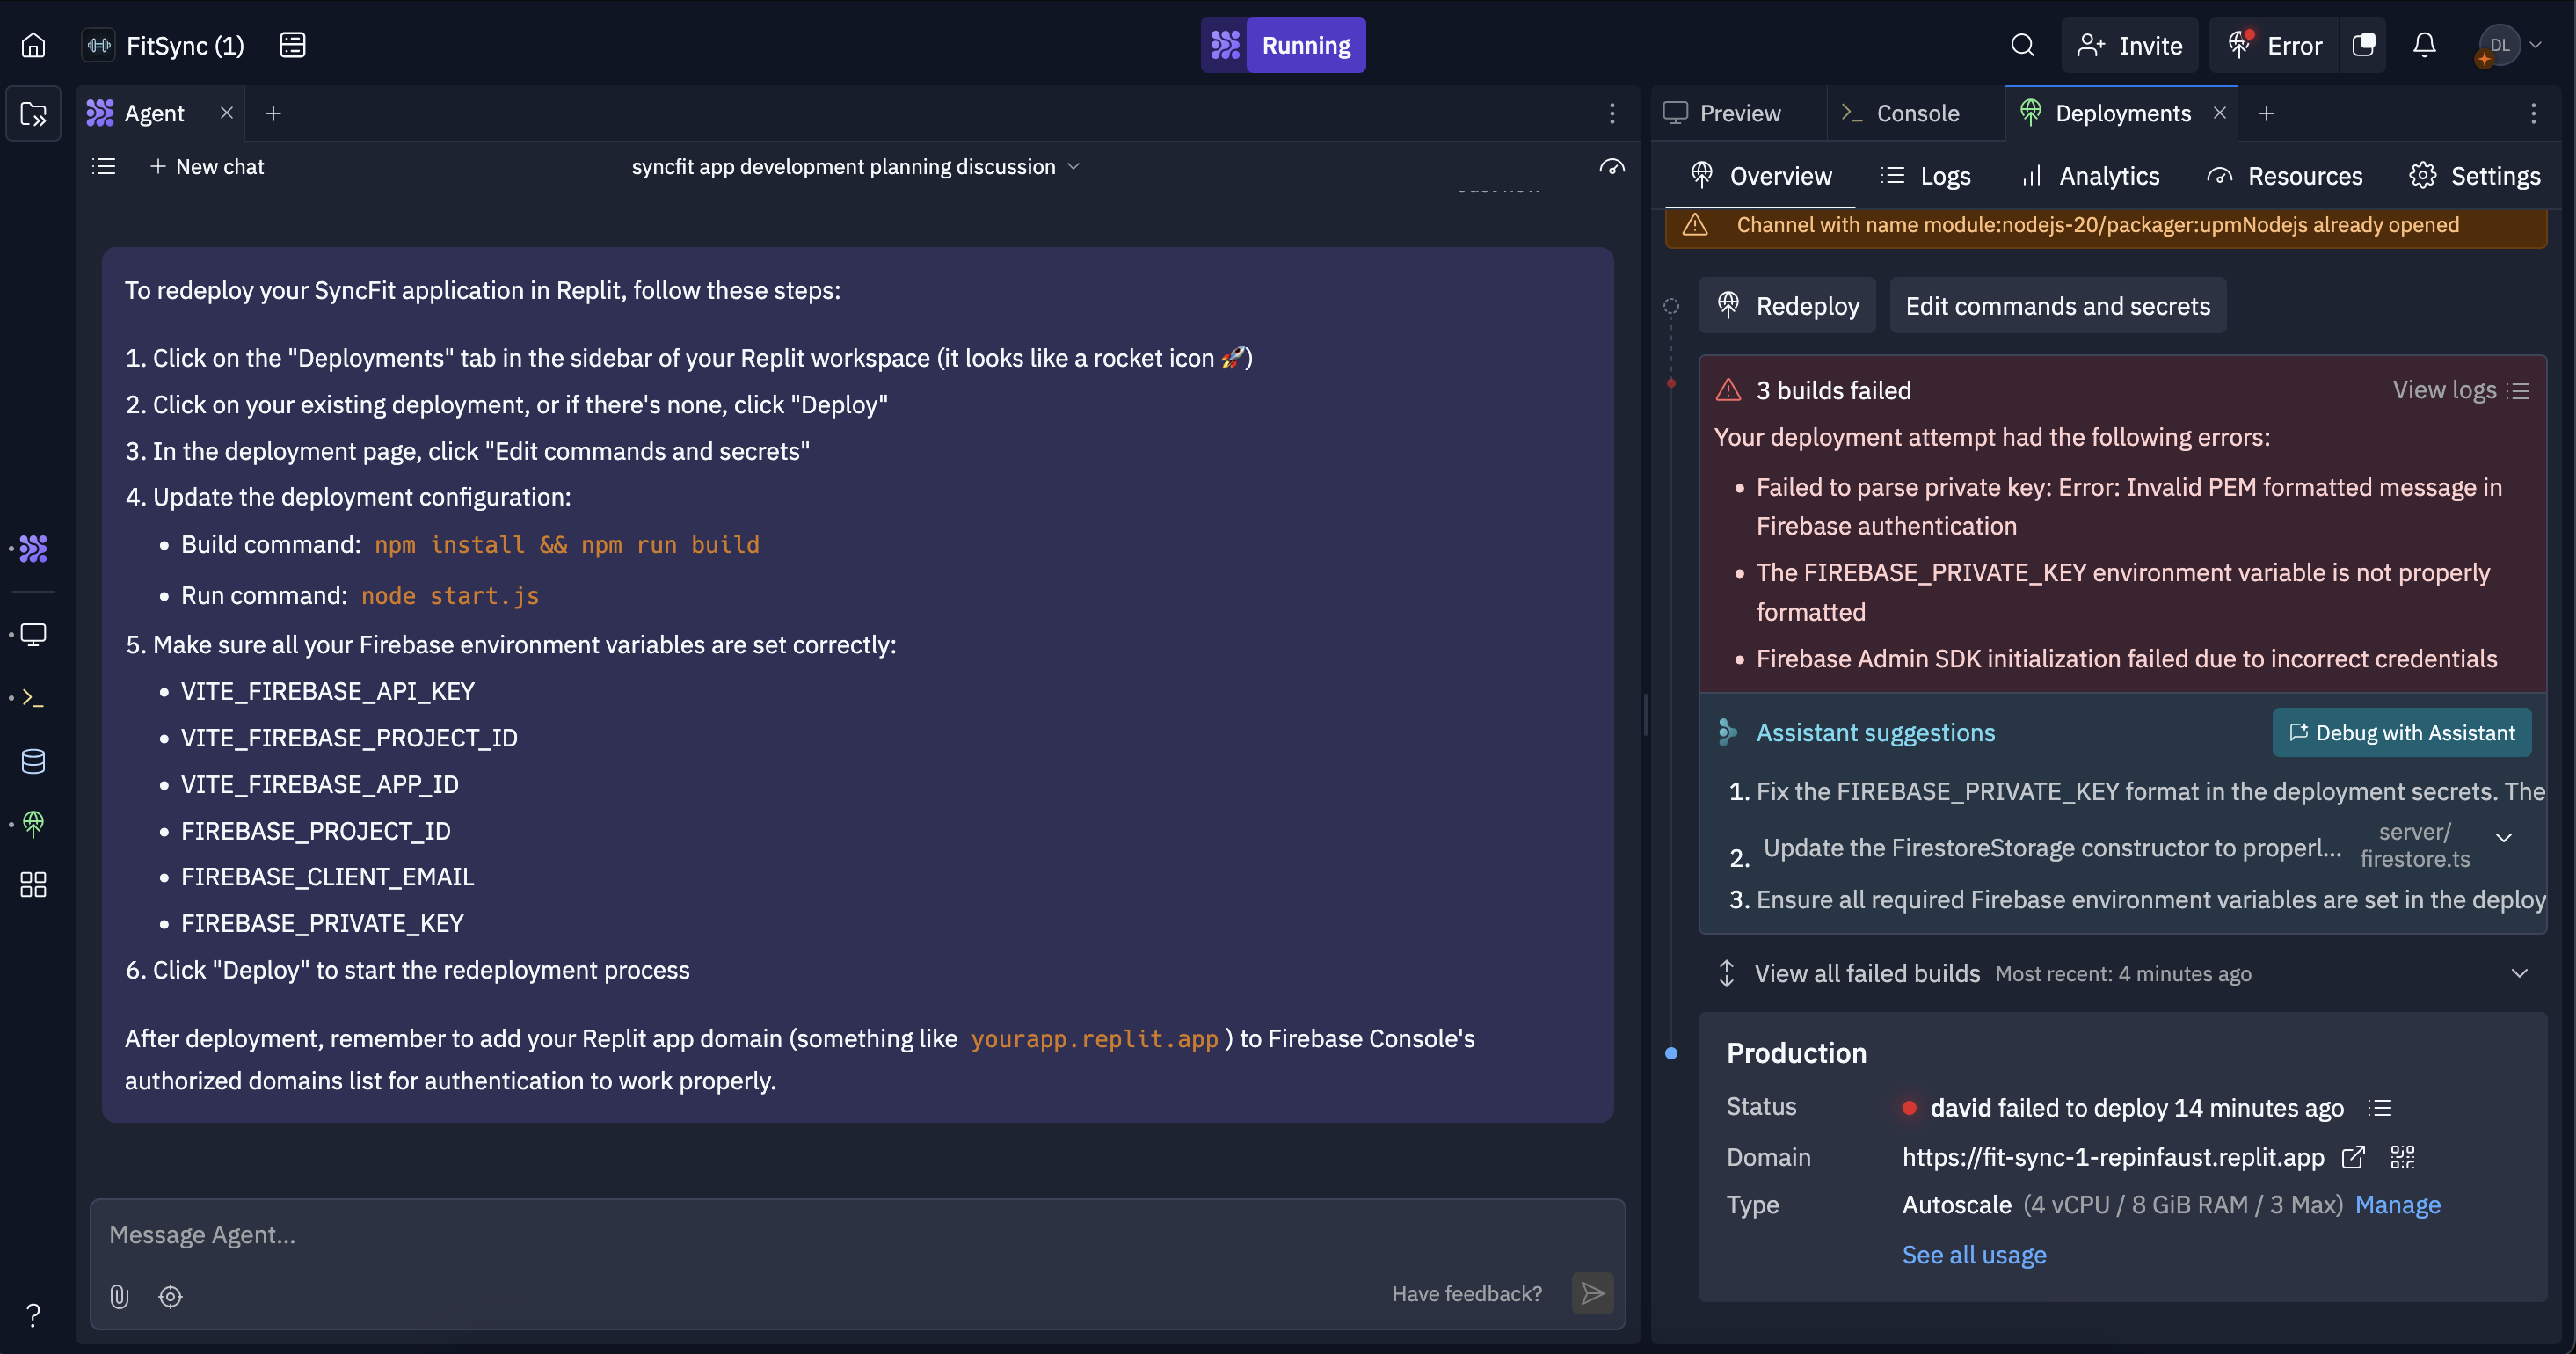 FitSync (1)
Running
Invite
Error
DL
Agent
New chat
syncfit app development planning discussion
To redeploy your SyncFit application in Replit, follow these steps:
1. Click on the "Deployments" tab in the sidebar of your Replit workspace (it looks like a rocket icon 🚀)
2. Click on your existing deployment, or if there's none, click "Deploy"
3. In the deployment page, click "Edit commands and secrets"
4. Update the deployment configuration:
• Build command: npm install && npm run build
• Run command: node start.js
5. Make sure all your Firebase environment variables are set correctly:
• VITE_FIREBASE_API_KEY
• VITE_FIREBASE_PROJECT_ID
• VITE_FIREBASE_APP_ID
• FIREBASE_PROJECT_ID
• FIREBASE_CLIENT_EMAIL
• FIREBASE_PRIVATE_KEY
6. Click "Deploy" to start the redeployment process
After deployment, remember to add your Replit app domain (something like yourapp.replit.app ) to Firebase Console's
authorized domains list for authentication to work properly.
Message Agent...
Have feedback?
Preview
Console
Deployments
Overview
Logs
Analytics
Resources
Settings
Channel with name module:nodejs-20/packager:upmNodejs already opened
Redeploy
Edit commands and secrets
3 builds failed
View logs
Your deployment attempt had the following errors:
• Failed to parse private key: Error: Invalid PEM formatted message in
Firebase authentication
• The FIREBASE_PRIVATE_KEY environment variable is not properly
formatted
• Firebase Admin SDK initialization failed due to incorrect credentials
Assistant suggestions
Debug with Assistant
1. Fix the FIREBASE_PRIVATE_KEY format in the deployment secrets. The
2. Update the FirestoreStorage constructor to properl...
server/
firestore.ts
3. Ensure all required Firebase environment variables are set in the deploy
View all failed builds Most recent: 4 minutes ago
Production
Status
david failed to deploy 14 minutes ago
Domain
https://fit-sync-1-repinfaust.replit.app
Type
Autoscale (4 vCPU / 8 GiB RAM / 3 Max) Manage
See all usage